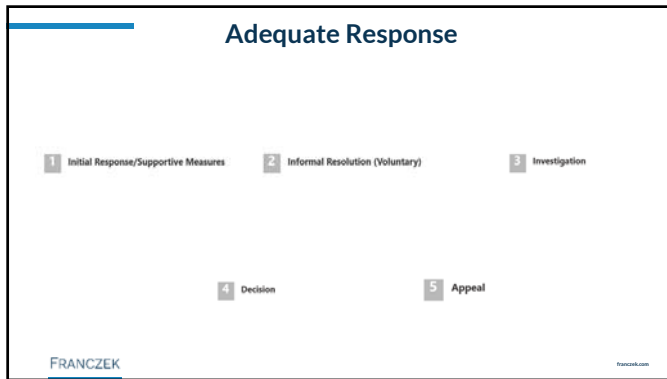 Adequate Response
1 Initial Response/Supportive Measures
2 Informal Resolution (Voluntary)
3 Investigation
4 Decision
5 Appeal
FRANCZEK
franczek.com